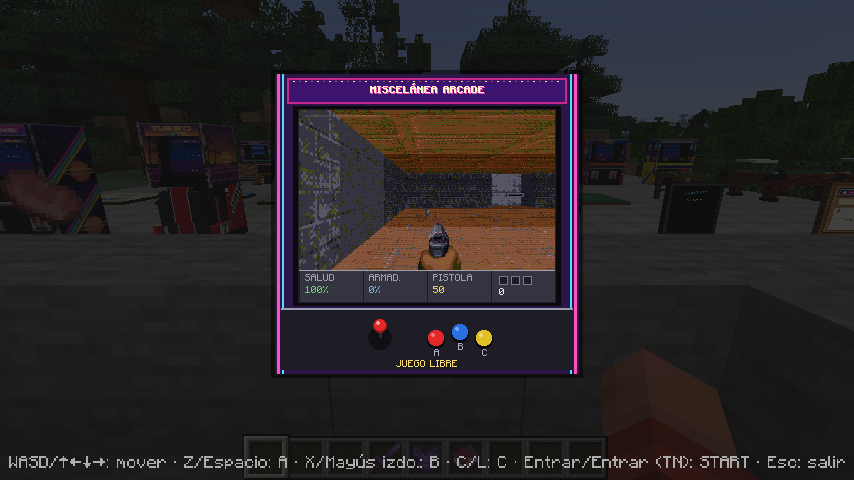 MISCELÁNEA ARCADE
TURBO
SALUD
100%
ARMAD.
0%
PISTOLA
50
0
A
B
C
JUEGO LIBRE
WASD/↑←↓→: mover · Z/Espacio: A · X/Mayús izdo.: B · C/L: C · Entrar/Entrar (TN): START · Esc: salir